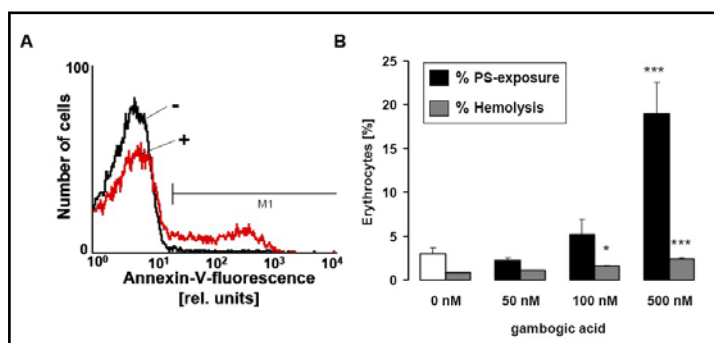 A
100
Number of cells
0
-
+
M1
10⁰ 10¹ 10² 10³ 10⁴
Annexin-V-fluorescence
[rel. units]
B
25
20
15
10
5
0
Erythrocytes [%]
% PS-exposure
% Hemolysis
***
*
***
0 nM 50 nM 100 nM 500 nM
gambogic acid